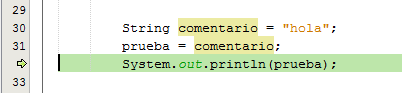 29
30 String comentario = "hola";
31 prueba = comentario;
System.out.println(prueba);
33